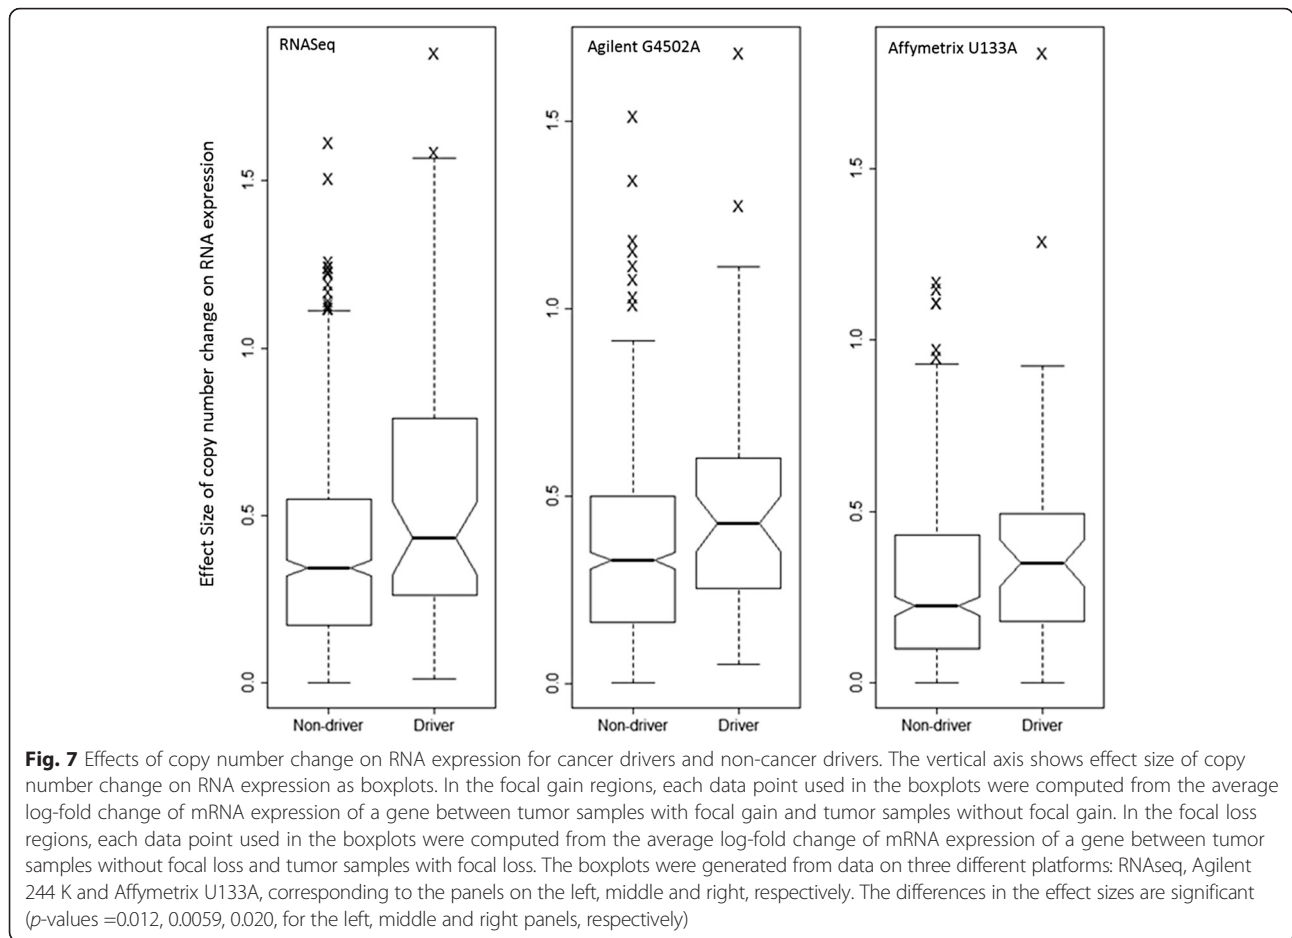 RNASeq
Agilent G4502A
Affymetrix U133A
Effect Size of copy number change on RNA expression
0.0
0.5
1.0
1.5
0.0
0.5
1.0
1.5
0.0
0.5
1.0
1.5
Non-driver Driver
Non-driver Driver
Non-driver Driver
Fig. 7 Effects of copy number change on RNA expression for cancer drivers and non-cancer drivers. The vertical axis shows effect size of copy
number change on RNA expression as boxplots. In the focal gain regions, each data point used in the boxplots were computed from the average
log-fold change of mRNA expression of a gene between tumor samples with focal gain and tumor samples without focal gain. In the focal loss
regions, each data point used in the boxplots were computed from the average log-fold change of mRNA expression of a gene between tumor
samples without focal loss and tumor samples with focal loss. The boxplots were generated from data on three different platforms: RNAseq, Agilent
244 K and Affymetrix U133A, corresponding to the panels on the left, middle and right, respectively. The differences in the effect sizes are significant
(p-values =0.012, 0.0059, 0.020, for the left, middle and right panels, respectively)